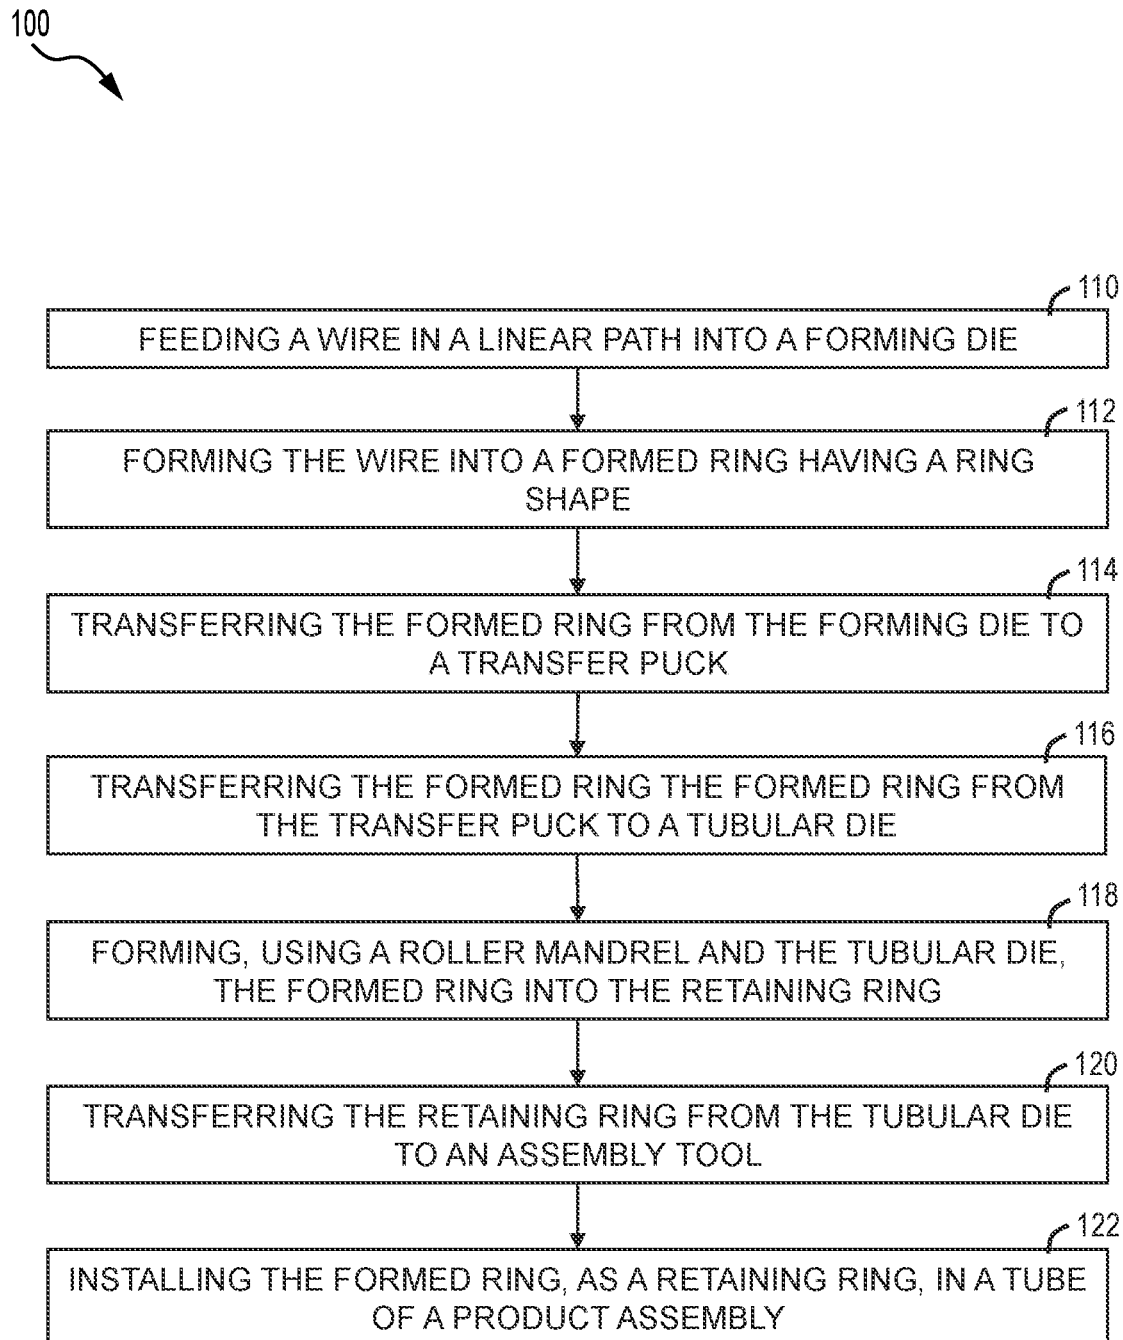 100
110
FEEDING A WIRE IN A LINEAR PATH INTO A FORMING DIE
112
FORMING THE WIRE INTO A FORMED RING HAVING A RING
SHAPE
114
TRANSFERRING THE FORMED RING FROM THE FORMING DIE TO
A TRANSFER PUCK
116
TRANSFERRING THE FORMED RING THE FORMED RING FROM
THE TRANSFER PUCK TO A TUBULAR DIE
118
FORMING, USING A ROLLER MANDREL AND THE TUBULAR DIE,
THE FORMED RING INTO THE RETAINING RING
120
TRANSFERRING THE RETAINING RING FROM THE TUBULAR DIE
TO AN ASSEMBLY TOOL
122
INSTALLING THE FORMED RING, AS A RETAINING RING, IN A TUBE
OF A PRODUCT ASSEMBLY